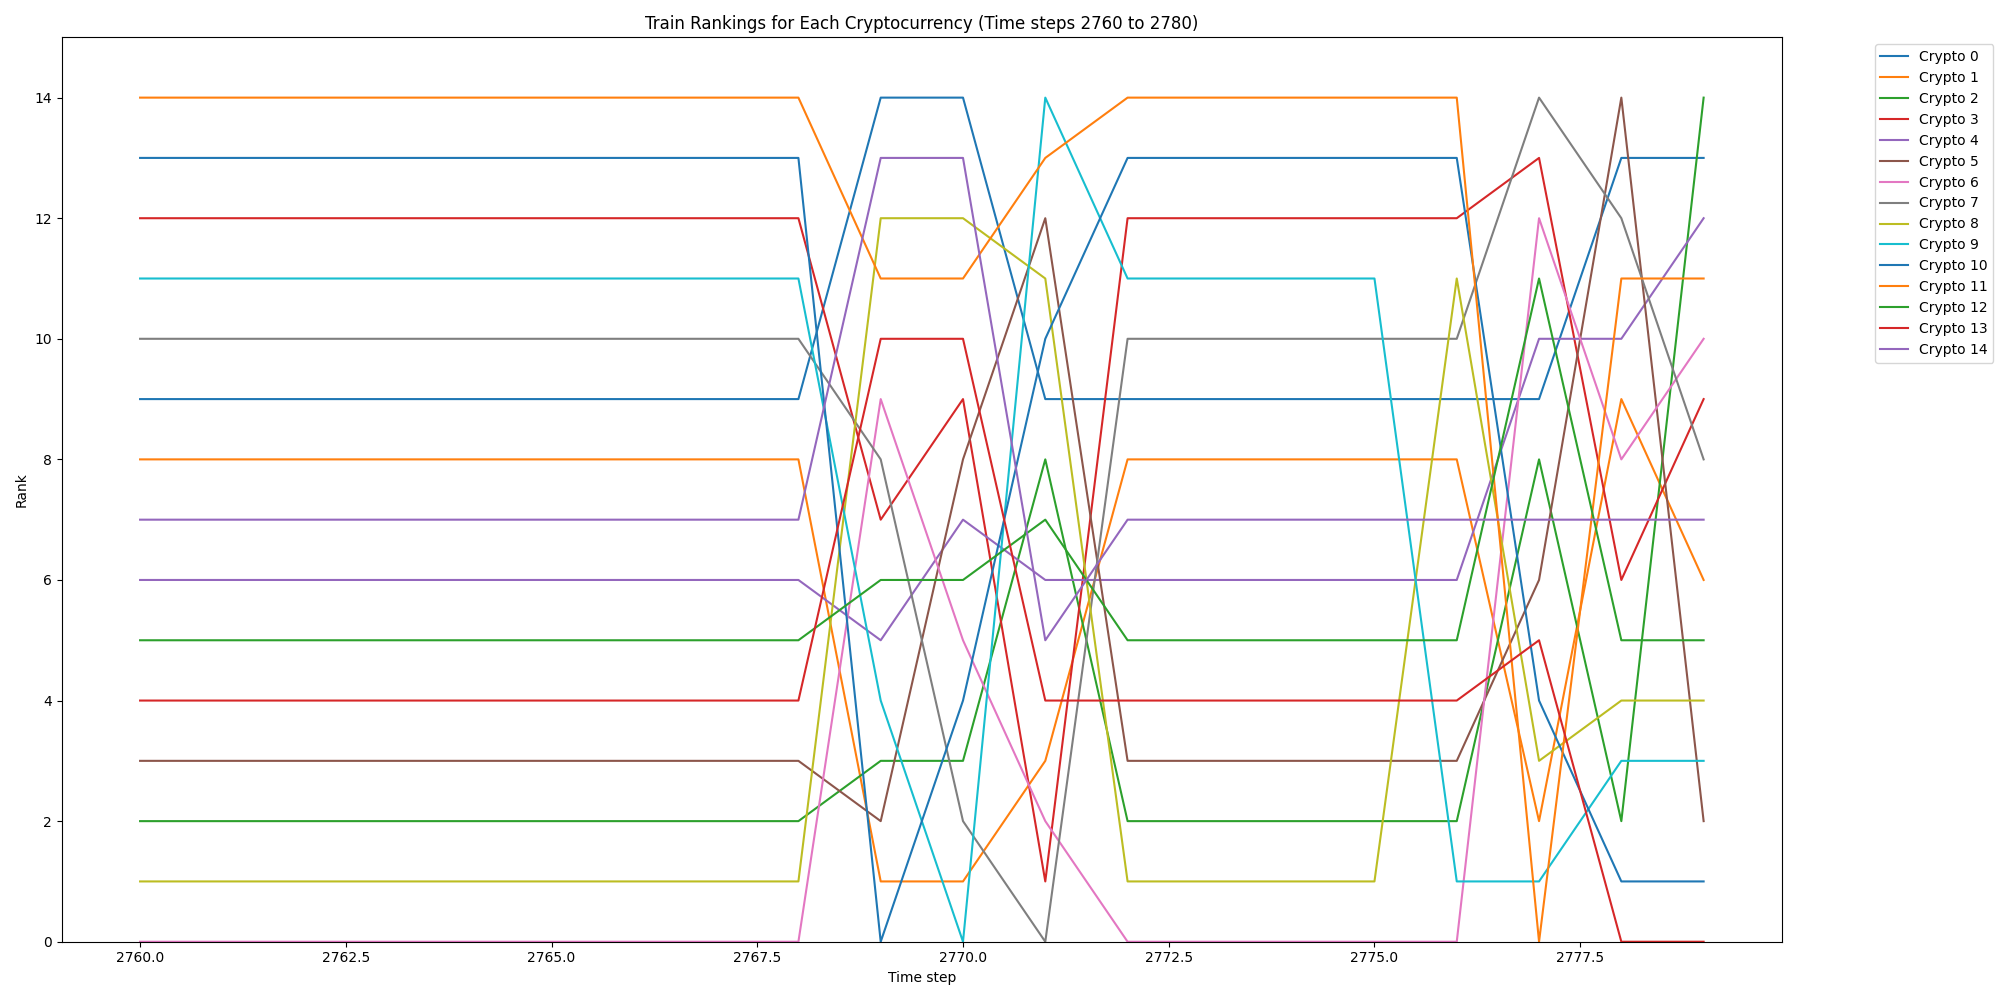 Train Rankings for Each Cryptocurrency (Time steps 2760 to 2780)
Crypto 0
Crypto 1
Crypto 2
Crypto 3
Crypto 4
Crypto 5
Crypto 6
Crypto 7
Crypto 8
Crypto 9
Crypto 10
Crypto 11
Crypto 12
Crypto 13
Crypto 14
Rank
14
12
10
8
6
4
2
0
2760.0 2762.5 2765.0 2767.5 2770.0 2772.5 2775.0 2777.5
Time step